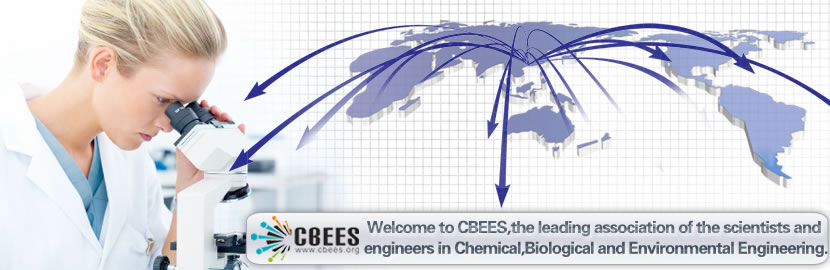 CBEES
www.cbees.org
Welcome to CBEES,the leading association of the scientists and
engineers in Chemical,Biological and Environmental Engineering.